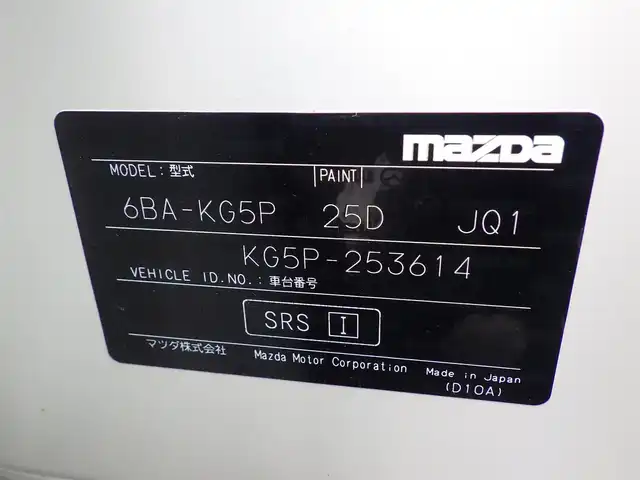 mazda
MODEL:型式 PAINT
6BA-KG5P 25D JQ1
KG5P-253614
VEHICLE ID.NO.:車台番号
SRS I
マツダ株式会社 Mazda Motor Corporation Made in Japan
(D10A)